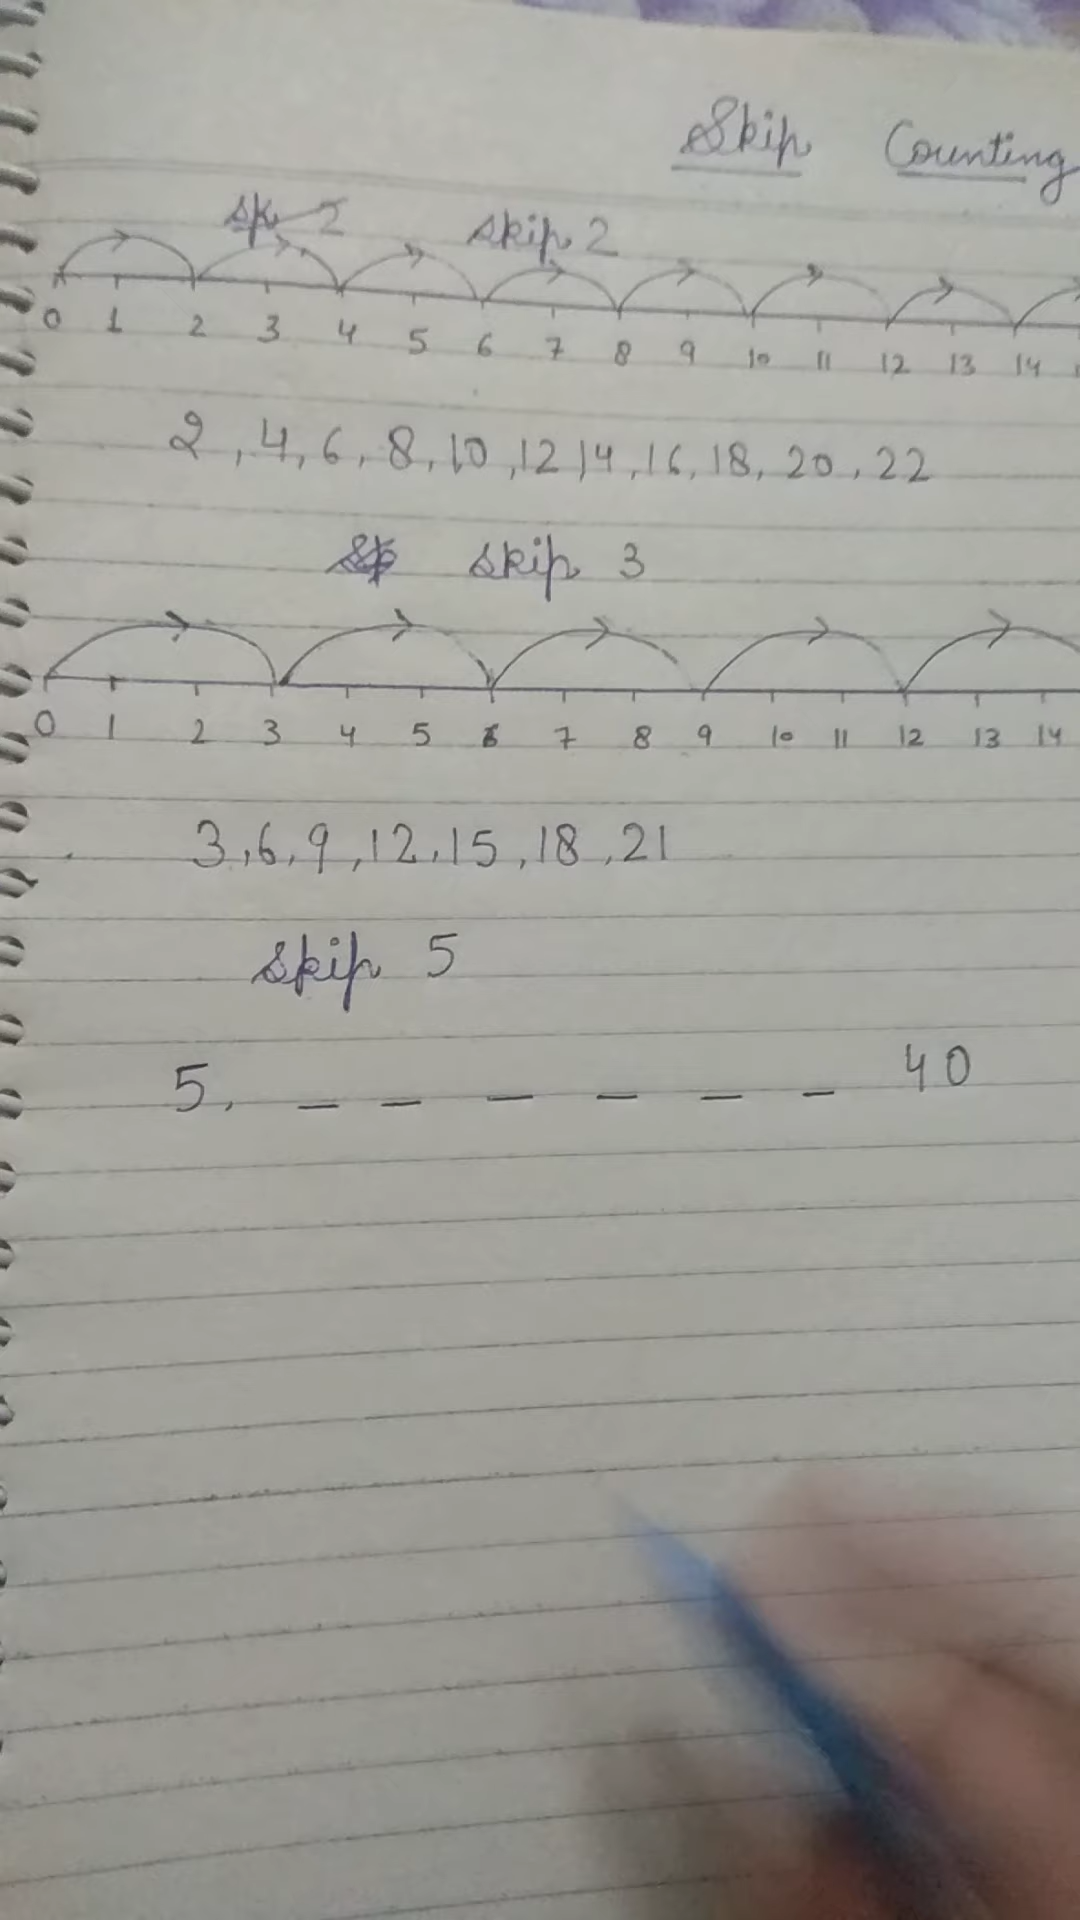 Skip Counting
skip 2
0 1 2 3 4 5 6 7 8 9 10 11 12 13 14
2, 4, 6, 8, 10, 12 14, 16, 18, 20, 22
skip 3
0 1 2 3 4 5 6 7 8 9 10 11 12 13 14
3, 6, 9, 12, 15, 18, 21
skip 5
5, _ _ _ _ _ _ 40